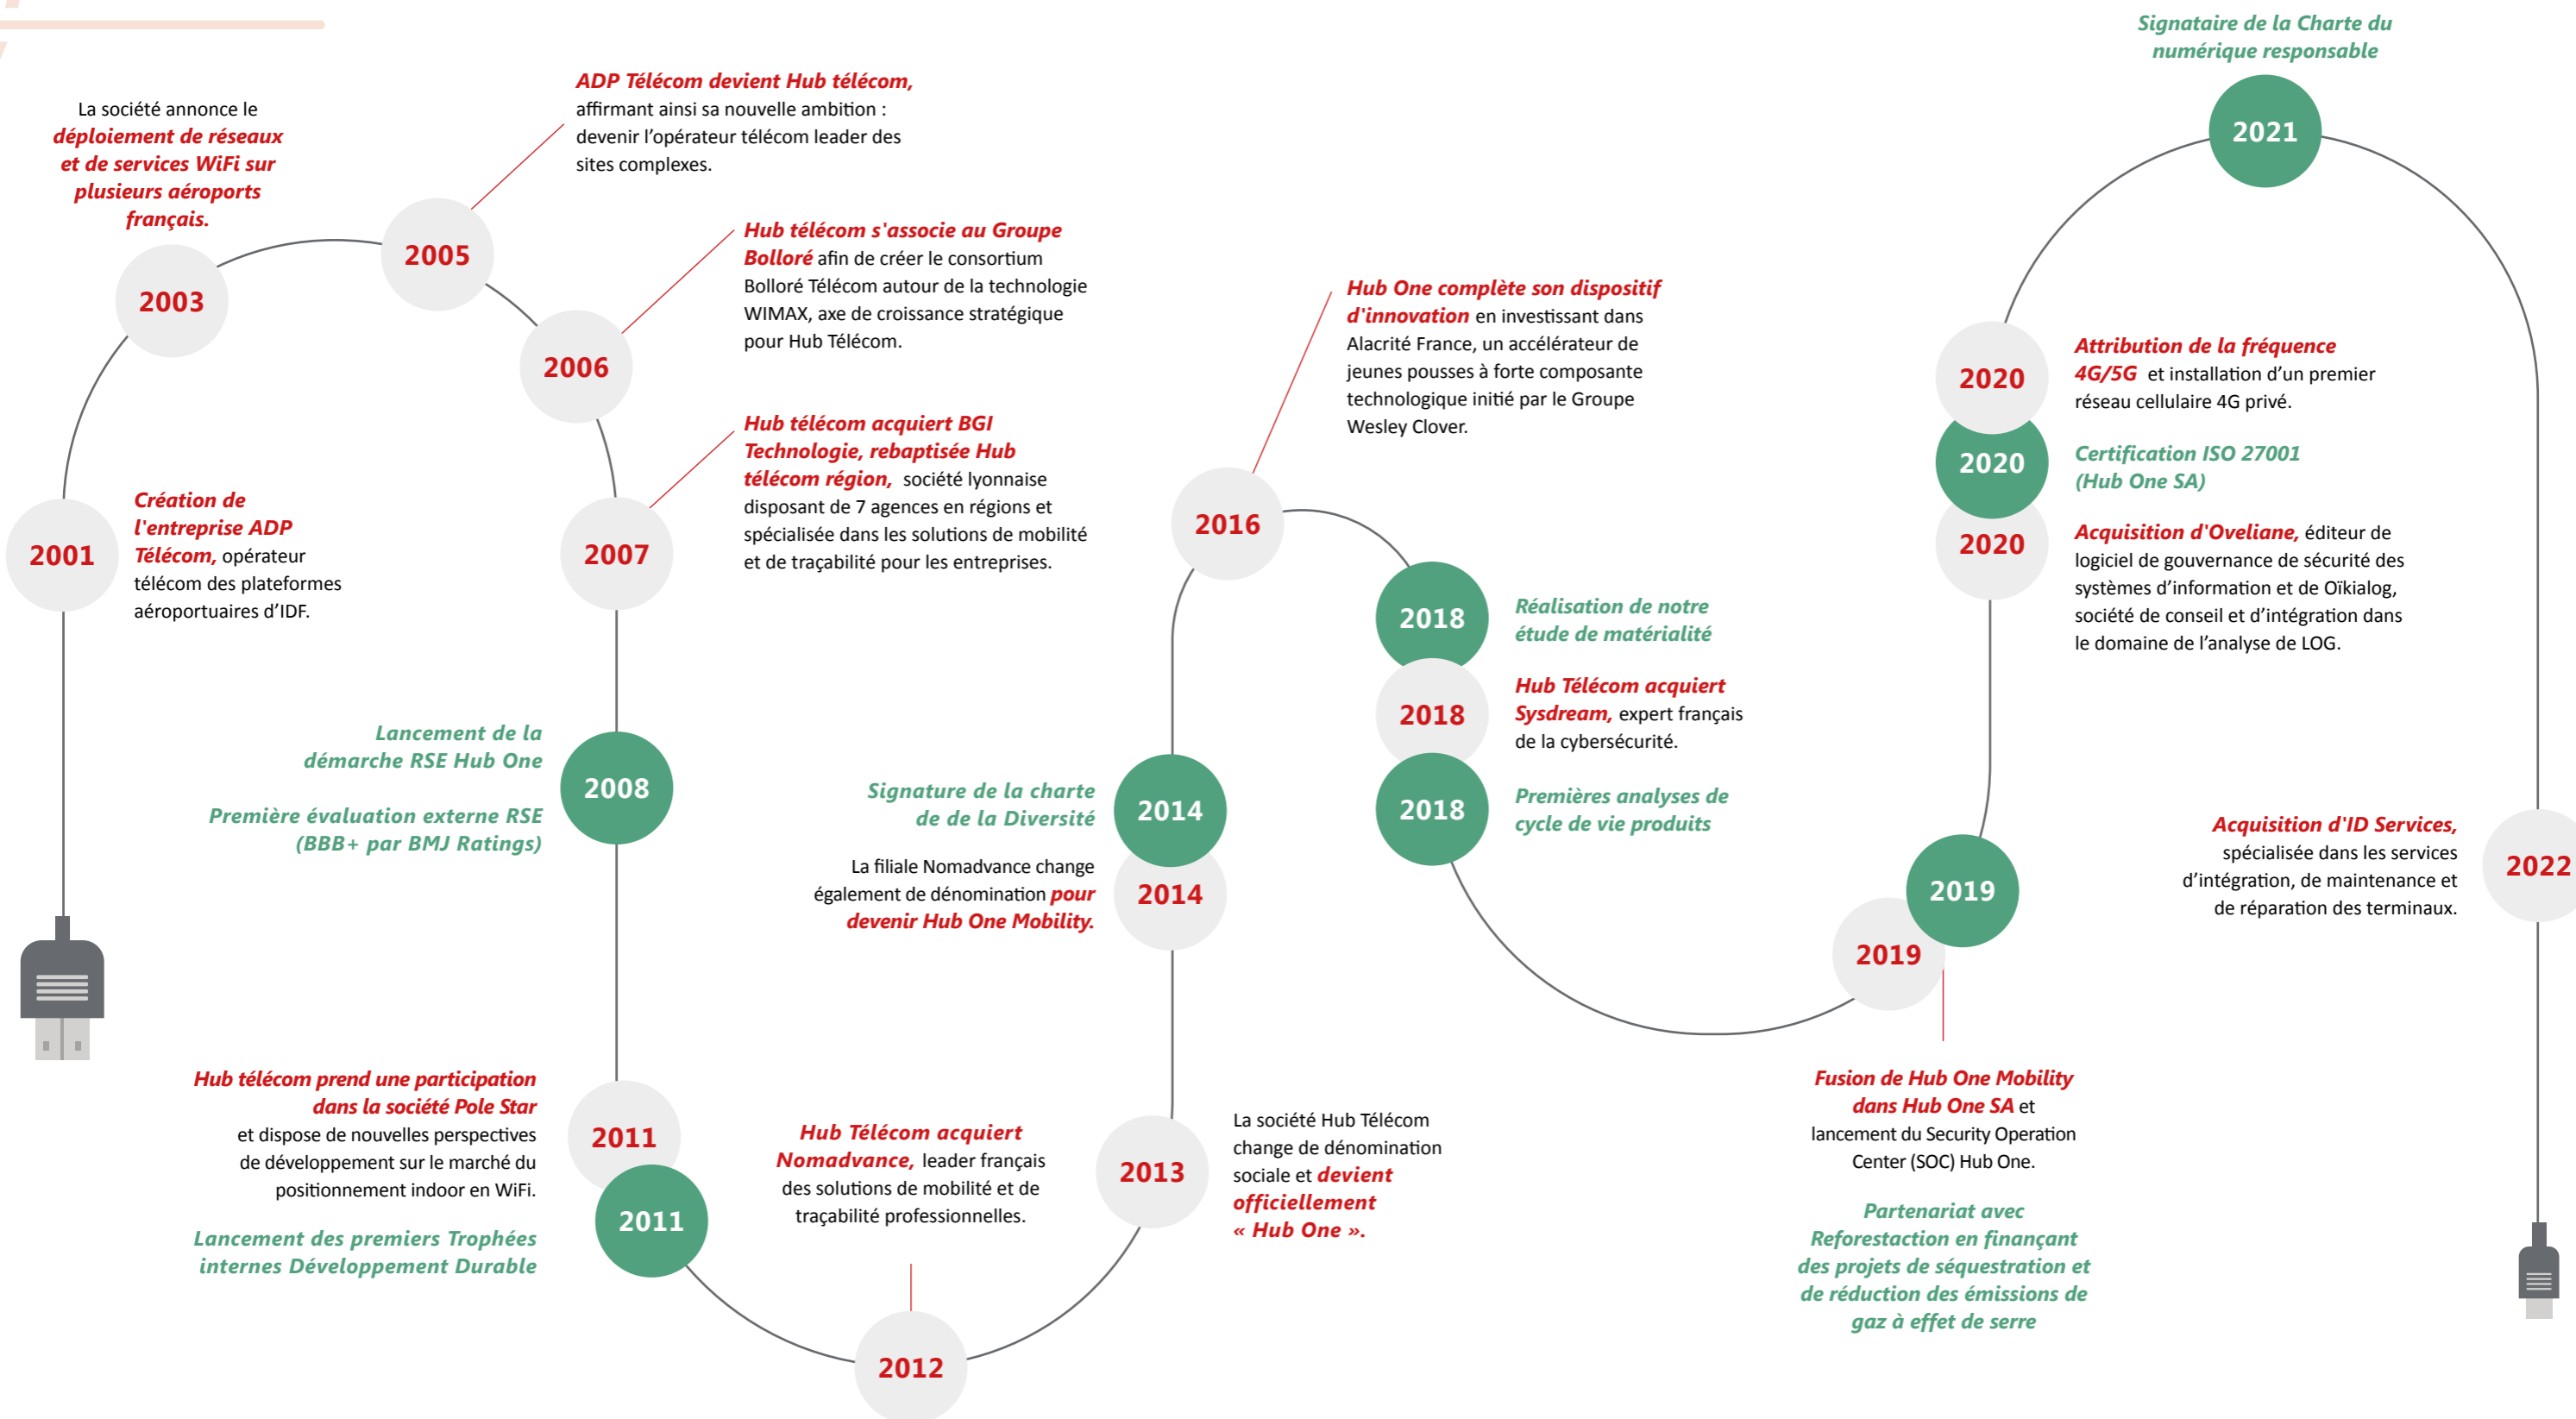 2001
Création de
l'entreprise ADP
Télécom, opérateur
télécom des plateformes
aéroportuaires d'IDF.
La société annonce le
déploiement de réseaux
et de services WiFi sur
plusieurs aéroports
français.
2003
ADP Télécom devient Hub télécom,
affirmant ainsi sa nouvelle ambition :
devenir l'opérateur télécom leader des
sites complexes.
2005
Hub télécom s'associe au Groupe
Bolloré afin de créer le consortium
Bolloré Télécom autour de la technologie
WIMAX, axe de croissance stratégique
pour Hub Télécom.
2006
Hub télécom acquiert BGI
Technologie, rebaptisée Hub
télécom région, société lyonnaise
disposant de 7 agences en régions et
spécialisée dans les solutions de mobilité
et de traçabilité pour les entreprises.
2007
Lancement de la
démarche RSE Hub One
Première évaluation externe RSE
(BBB+ par BMJ Ratings)
2008
Hub télécom prend une participation
dans la société Pole Star
et dispose de nouvelles perspectives
de développement sur le marché du
positionnement indoor en WiFi.
2011
Lancement des premiers Trophées
internes Développement Durable
2011
Hub Télécom acquiert
Nomadvance, leader français
des solutions de mobilité et de
traçabilité professionnelles.
2012
2013
La société Hub Télécom
change de dénomination
sociale et devient
officiellement
« Hub One ».
Signature de la charte
de de la Diversité
2014
La filiale Nomadvance change
également de dénomination pour
devenir Hub One Mobility.
2014
Hub One complète son dispositif
d'innovation en investissant dans
Alacrité France, un accélérateur de
jeunes pousses à forte composante
technologique initié par le Groupe
Wesley Clover.
2016
2018
Réalisation de notre
étude de matérialité
2018
Hub Télécom acquiert
Sysdream, expert français
de la cybersécurité.
2018
Premières analyses de
cycle de vie produits
2019
2019
Fusion de Hub One Mobility
dans Hub One SA et
lancement du Security Operation
Center (SOC) Hub One.
Partenariat avec
Reforestaction en finançant
des projets de séquestration et
de réduction des émissions de
gaz à effet de serre
2020
Attribution de la fréquence
4G/5G et installation d'un premier
réseau cellulaire 4G privé.
2020
Certification ISO 27001
(Hub One SA)
2020
Acquisition d'Oveliane, éditeur de
logiciel de gouvernance de sécurité des
systèmes d'information et de Oïkialog,
société de conseil et d'intégration dans
le domaine de l'analyse de LOG.
Signataire de la Charte du
numérique responsable
2021
Acquisition d'ID Services,
spécialisée dans les services
d'intégration, de maintenance et
de réparation des terminaux.
2022